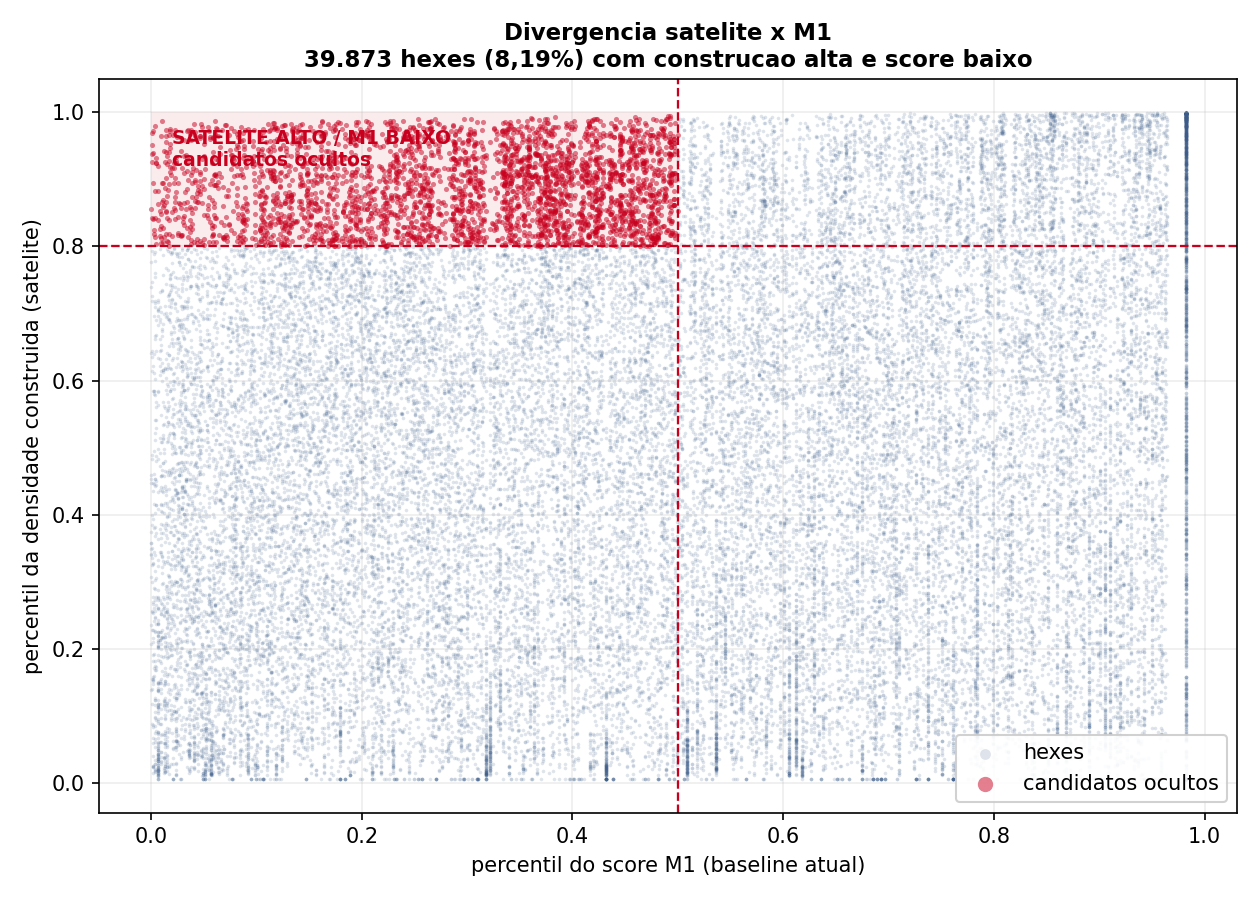 Divergencia satelite x M1
39.873 hexes (8,19%) com construcao alta e score baixo
percentil da densidade construida (satelite)
1.0
0.8
0.6
0.4
0.2
0.0
SATELITE ALTO / M1 BAIXO
candidatos ocultos
hexes
candidatos ocultos
0.0 0.2 0.4 0.6 0.8 1.0
percentil do score M1 (baseline atual)